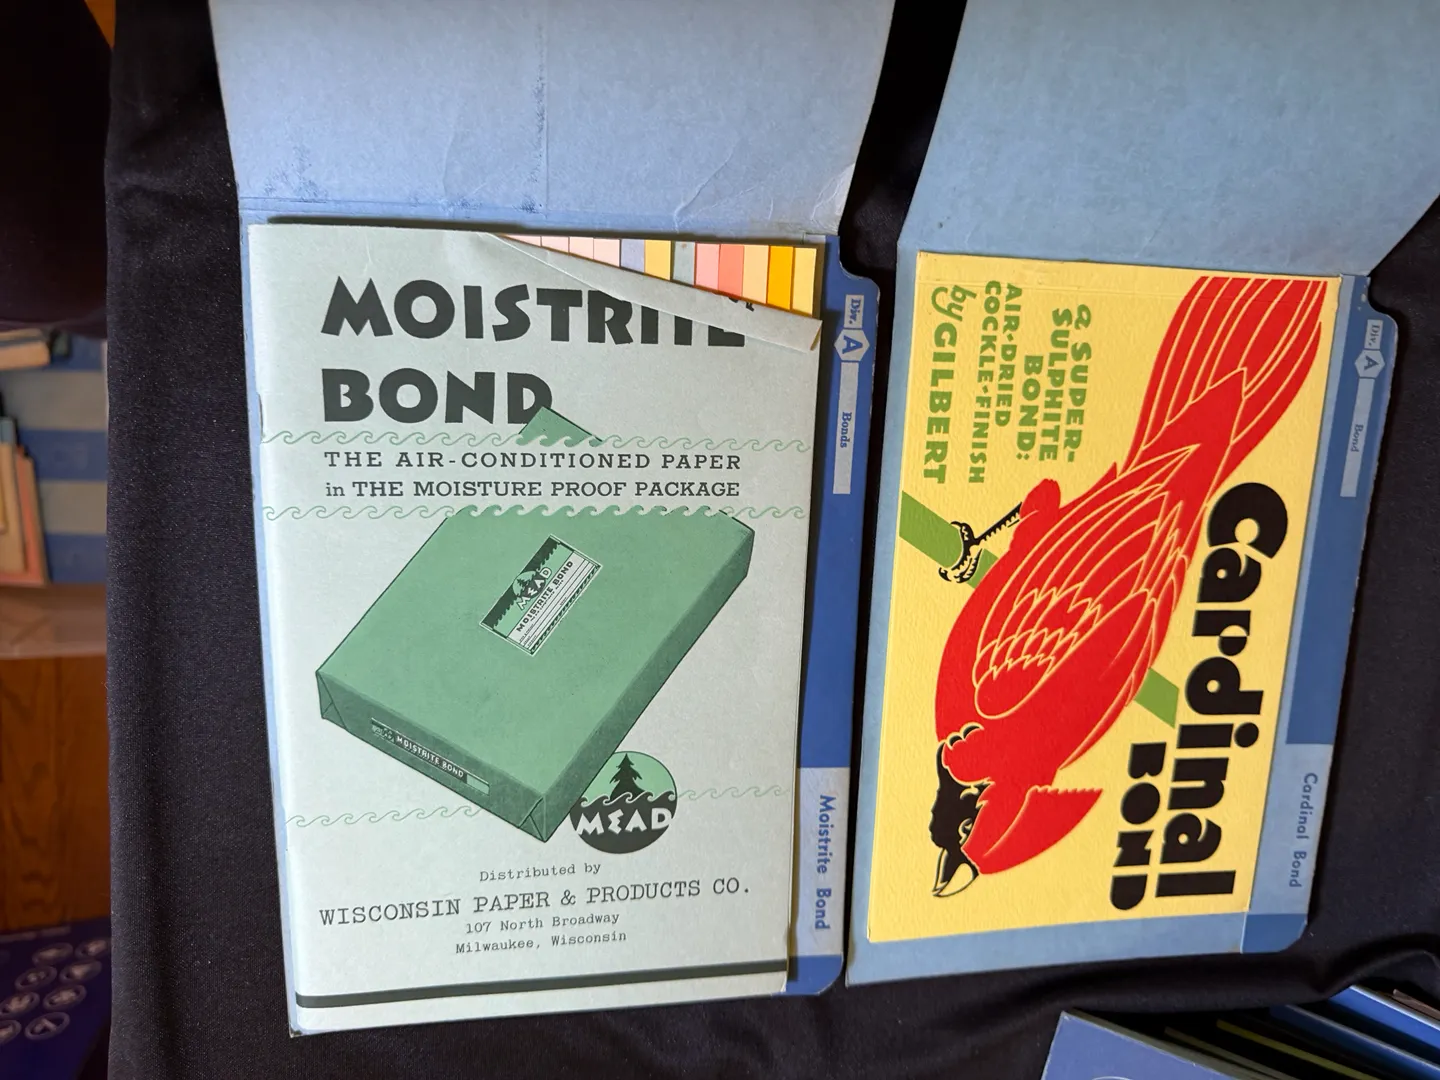 MOISTRITE
BOND
THE AIR-CONDITIONED PAPER
in THE MOISTURE PROOF PACKAGE
MEAD
MOISTRITE BOND
MOISTRITE BOND
MEAD
Distributed by
WISCONSIN PAPER & PRODUCTS CO.
107 North Broadway
Milwaukee, Wisconsin
Div. A
Bonds
Moistrite Bond
Cardinal
BOND
a SUPER-
SULPHITE
BOND:
AIR-DRIED
COCKLE-FINISH
by GILBERT
Div. A
Bond
Cardinal Bond